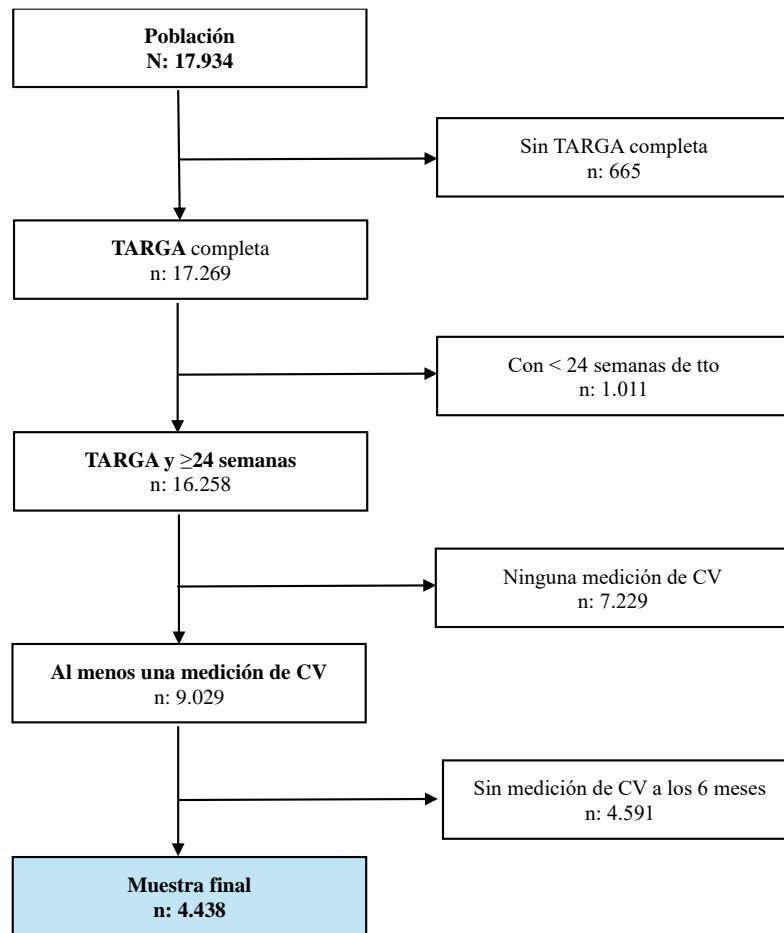 Población
N: 17.934
Sin TARGA completa
n: 665
TARGA completa
n: 17.269
Con < 24 semanas de tto
n: 1.011
TARGA y ≥24 semanas
n: 16.258
Ninguna medición de CV
n: 7.229
Al menos una medición de CV
n: 9.029
Sin medición de CV a los 6 meses
n: 4.591
Muestra final
n: 4.438